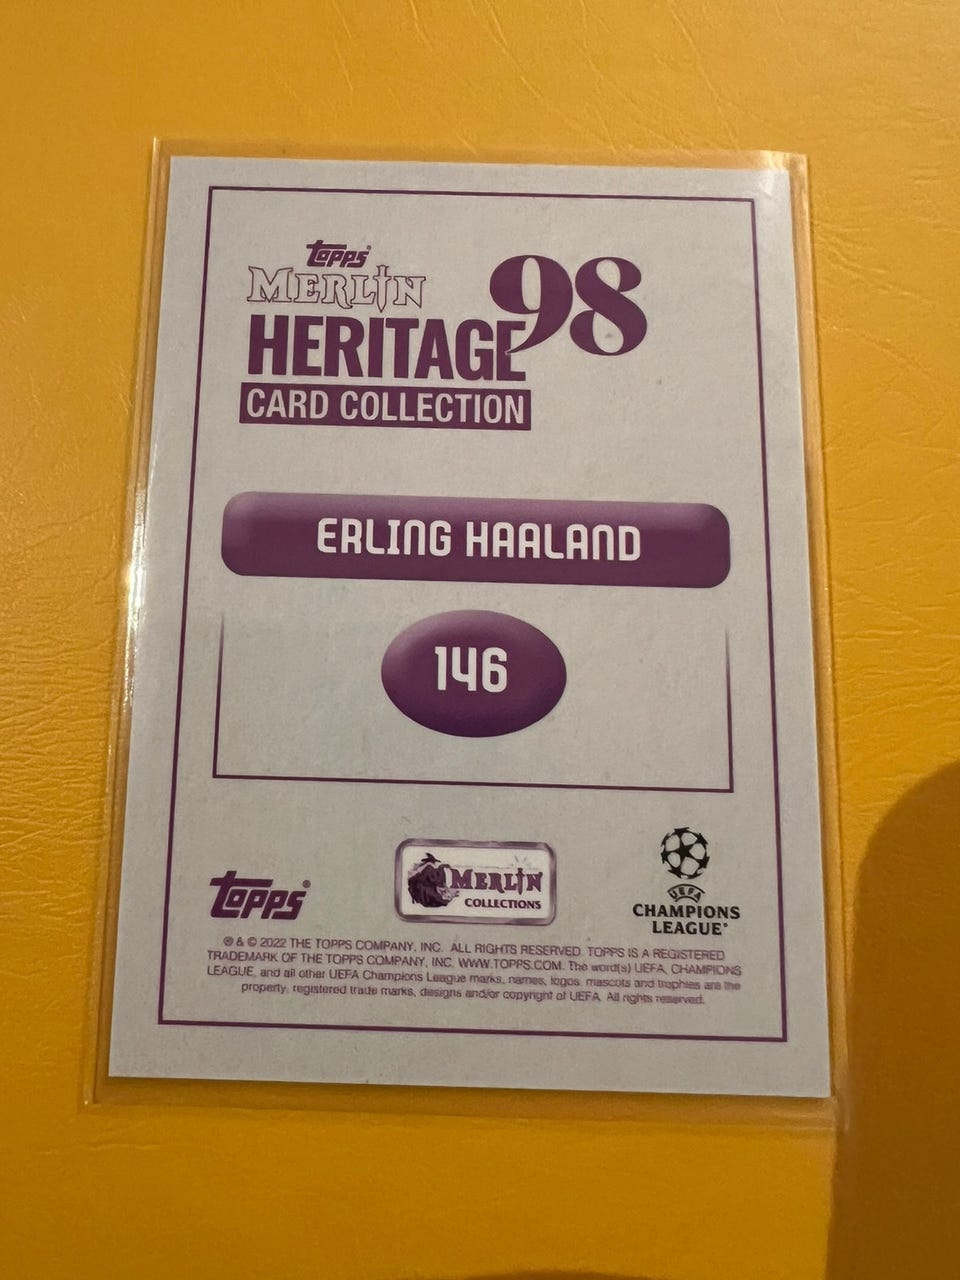 topps®
MERLIN
98
HERITAGE
CARD COLLECTION
ERLING HAALAND
146
topps®
MERLIN
COLLECTIONS
UEFA
CHAMPIONS
LEAGUE®
® & © 2022 THE TOPPS COMPANY, INC. ALL RIGHTS RESERVED. TOPPS IS A REGISTERED
TRADEMARK OF THE TOPPS COMPANY, INC. WWW.TOPPS.COM. The word(s) UEFA, CHAMPIONS
LEAGUE, and all other UEFA Champions League marks, names, logos, mascots and trophies are the
property, registered trade marks, designs and/or copyright of UEFA. All rights reserved.